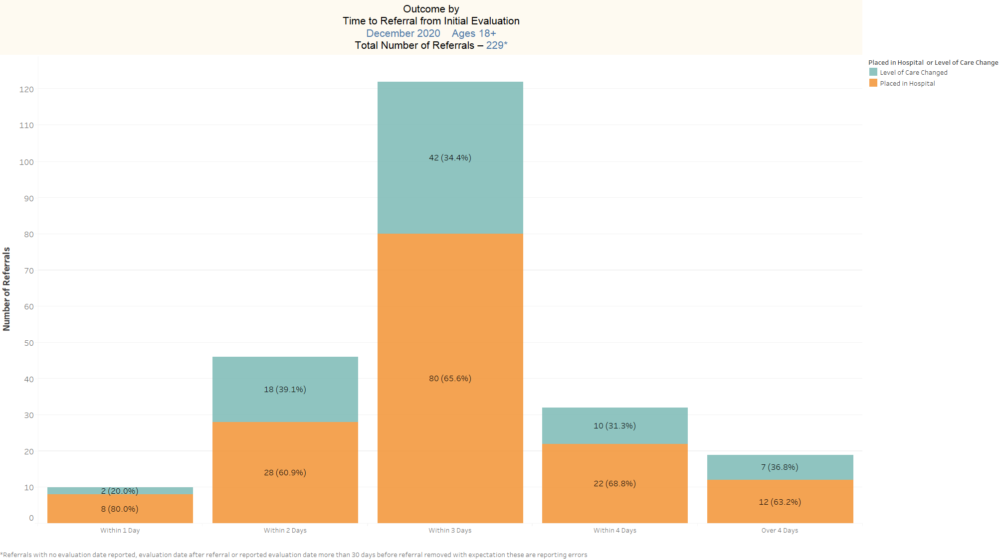 Outcome by
Time to Referral from Initial Evaluation
December 2020 Ages 18+
Total Number of Referrals – 229*
Placed in Hospital or Level of Care Change
Level of Care Changed
Placed in Hospital
Number of Referrals
120
110
100
90
80
70
60
50
40
30
20
10
0
2 (20.0%)
8 (80.0%)
18 (39.1%)
28 (60.9%)
42 (34.4%)
80 (65.6%)
10 (31.3%)
22 (68.8%)
7 (36.8%)
12 (63.2%)
Within 1 Day
Within 2 Days
Within 3 Days
Within 4 Days
Over 4 Days
*Referrals with no evaluation date reported, evaluation date after referral or reported evaluation date more than 30 days before referral removed with expectation these are reporting errors